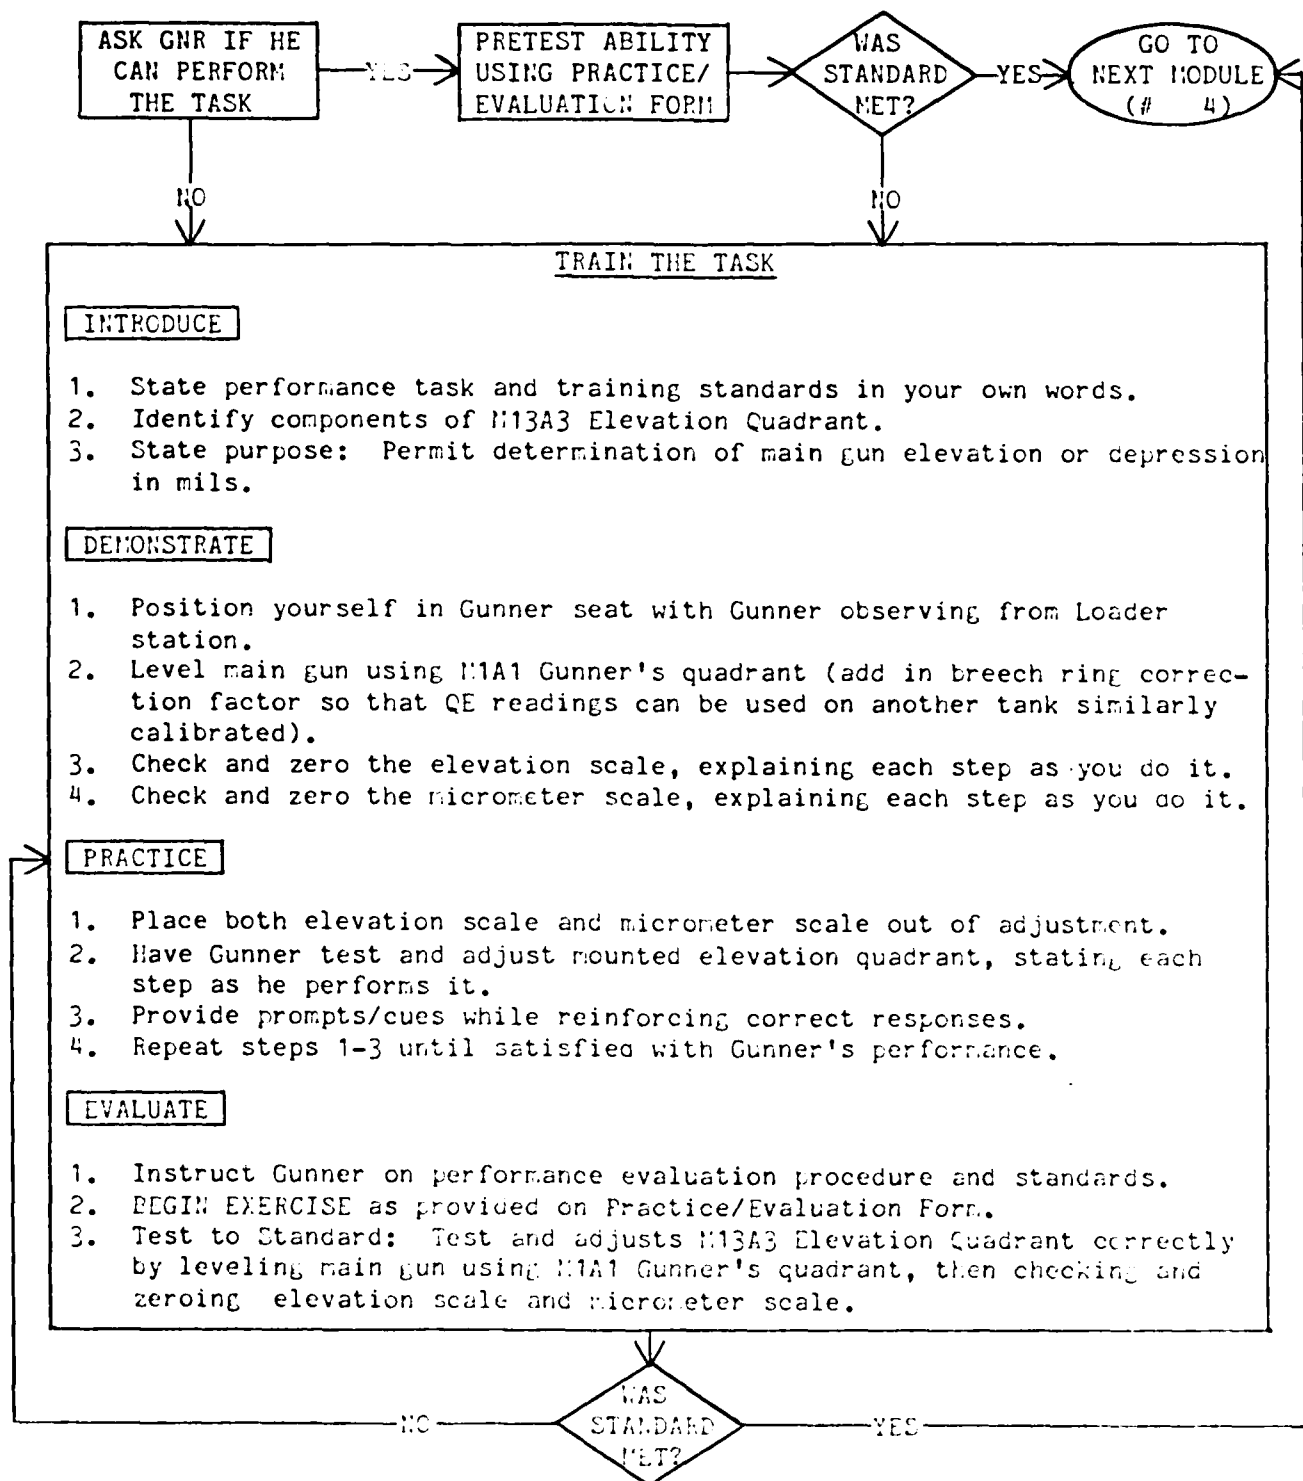 ASK GNR IF HE
CAN PERFORM
THE TASK
YES
PRETEST ABILITY
USING PRACTICE/
EVALUATION FORM
WAS
STANDARD
MET?
YES
GO TO
NEXT MODULE
(# 4)
NO
NO
TRAIN THE TASK
INTRODUCE
1. State performance task and training standards in your own words.
2. Identify components of M13A3 Elevation Quadrant.
3. State purpose: Permit determination of main gun elevation or depression
in mils.
DEMONSTRATE
1. Position yourself in Gunner seat with Gunner observing from Loader
station.
2. Level main gun using M1A1 Gunner's quadrant (add in breech ring correc-
tion factor so that QE readings can be used on another tank similarly
calibrated).
3. Check and zero the elevation scale, explaining each step as you do it.
4. Check and zero the micrometer scale, explaining each step as you do it.
PRACTICE
1. Place both elevation scale and micrometer scale out of adjustment.
2. Have Gunner test and adjust mounted elevation quadrant, stating each
step as he performs it.
3. Provide prompts/cues while reinforcing correct responses.
4. Repeat steps 1-3 until satisfied with Gunner's performance.
EVALUATE
1. Instruct Gunner on performance evaluation procedure and standards.
2. BEGIN EXERCISE as provided on Practice/Evaluation Form.
3. Test to Standard: Test and adjusts M13A3 Elevation Quadrant correctly
by leveling main gun using M1A1 Gunner's quadrant, then checking and
zeroing elevation scale and micrometer scale.
WAS
STANDARD
MET?
NO
YES